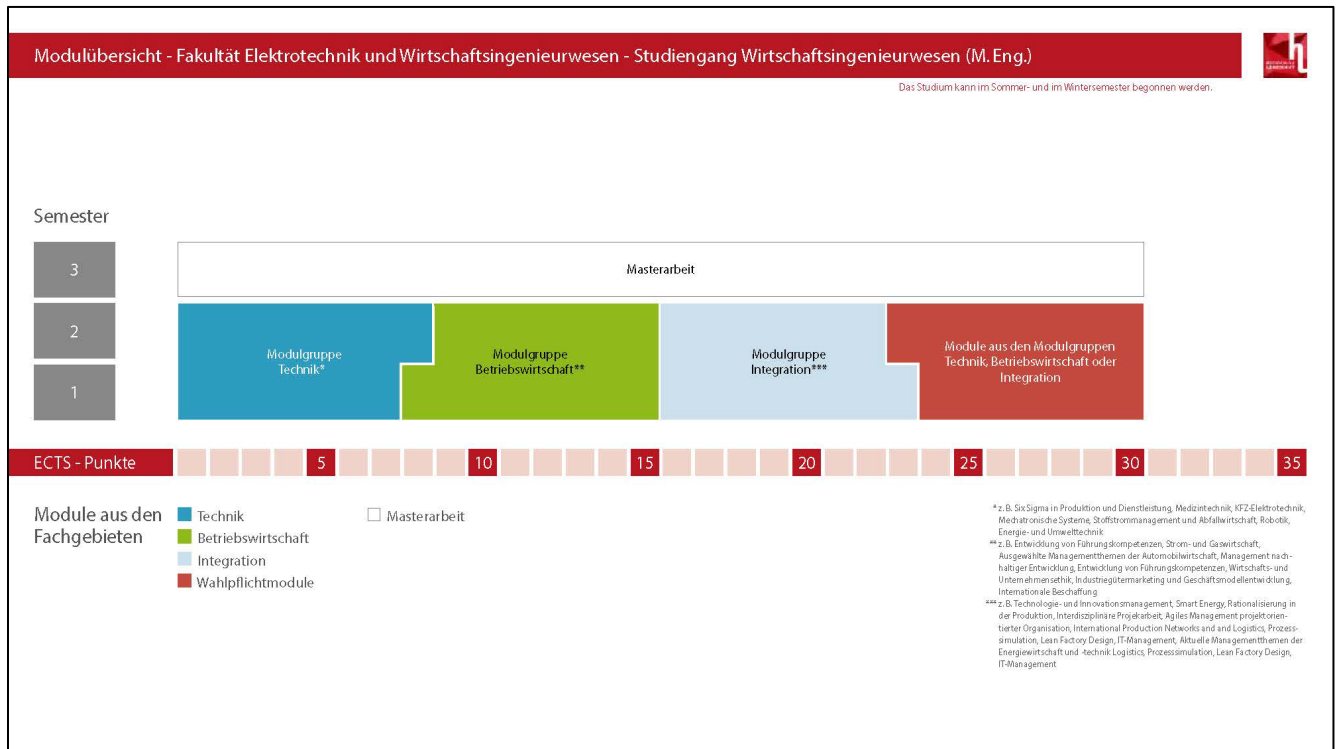 Modulübersicht - Fakultät Elektrotechnik und Wirtschaftsingenieurwesen - Studiengang Wirtschaftsingenieurwesen (M. Eng.)
Das Studium kann im Sommer- und im Wintersemester begonnen werden.
Semester
3
Masterarbeit
2
1
Modulgruppe
Technik*
Modulgruppe
Betriebswirtschaft**
Modulgruppe
Integration***
Module aus den Modulgruppen
Technik, Betriebswirtschaft oder
Integration
ECTS - Punkte 5 10 15 20 25 30 35
Module aus den
Fachgebieten
Technik
Betriebswirtschaft
Integration
Wahlpflichtmodule
Masterarbeit
* z. B. Six Sigma in Produktion und Dienstleistung, Medizintechnik, KFZ-Elektrotechnik,
Mechatronische Systeme, Stoffstrommanagement und Abfallwirtschaft, Robotik,
Energie- und Umwelttechnik
** z. B. Entwicklung von Führungskompetenzen, Strom- und Gaswirtschaft,
Ausgewählte Managementthemen der Automobilwirtschaft, Management nach-
haltiger Entwicklung, Entwicklung von Führungskompetenzen, Wirtschafts- und
Unternehmensethik, Industriegütermarketing und Geschäftsmodellentwicklung,
Internationale Beschaffung
*** z. B. Technologie- und Innovationsmanagement, Smart Energy, Rationalisierung in
der Produktion, Interdisziplinäre Projekarbeit, Agiles Management projektorien-
tierter Organisation, International Production Networks and and Logistics, Prozess-
simulation, Lean Factory Design, IT-Management, Aktuelle Managementthemen der
Energiewirtschaft und -technik Logistics, Prozesssimulation, Lean Factory Design,
IT-Management